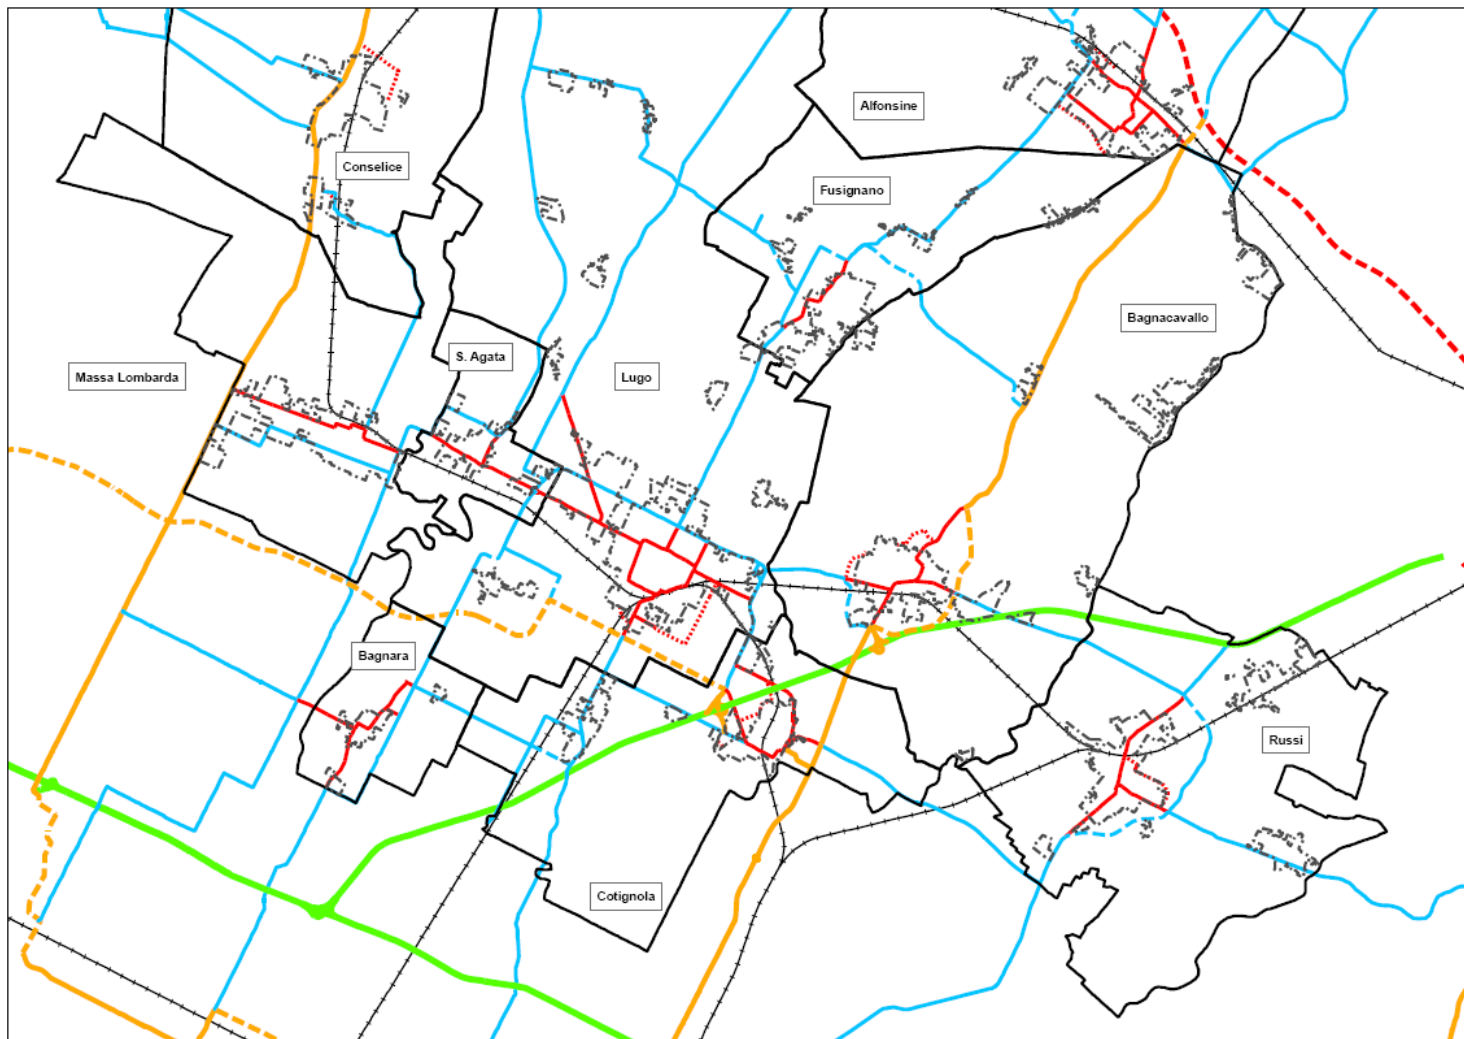 Alfonsine
Conselice
Fusignano
Bagnacavallo
S. Agata
Massa Lombarda
Lugo
Bagnara
Russi
Cotignola